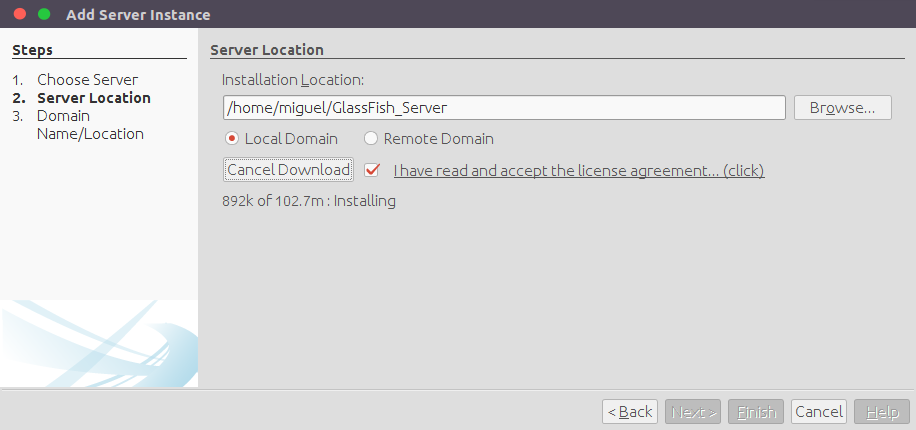 Add Server Instance
Steps
1. Choose Server
2. Server Location
3. Domain
Name/Location
Server Location
Installation Location:
/home/miguel/GlassFish_Server
Browse...
Local Domain
Remote Domain
Cancel Download
I have read and accept the license agreement... (click)
892k of 102.7m : Installing
< Back
Next >
Finish
Cancel
Help